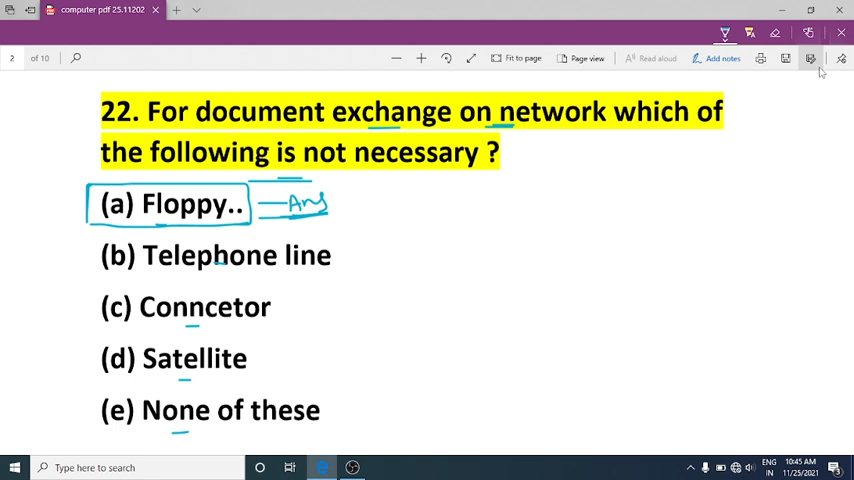 computer pdf 25.11202
2 of 10
Fit to page
Page view
Read aloud
Add notes
22. For document exchange on network which of
the following is not necessary ?
(a) Floppy.. Ans
(b) Telephone line
(c) Conncetor
(d) Satellite
(e) None of these
Type here to search
ENG
IN
10:45 AM
11/25/2021
3